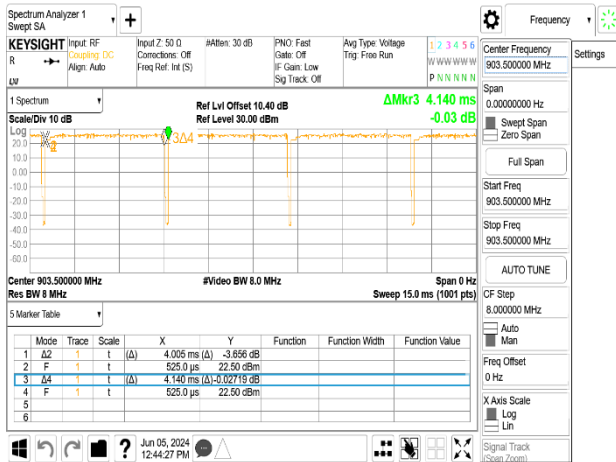 Spectrum Analyzer 1
Swept SA
Frequency
KEYSIGHT
R
LXI
Input: RF
Coupling: DC
Align: Auto
Input Z: 50 Ω
Corrections: Off
Freq Ref: Int (S)
#Atten: 30 dB
PNO: Fast
Gate: Off
IF Gain: Low
Sig Track: Off
Avg Type: Voltage
Trig: Free Run
1 2 3 4 5 6
W W W W W W
P N N N N N
1 Spectrum
Scale/Div 10 dB
Ref Lvl Offset 10.40 dB
Ref Level 30.00 dBm
ΔMkr3 4.140 ms
-0.03 dB
Log
20.0
10.0
0.00
-10.0
-20.0
-30.0
-40.0
-50.0
-60.0
3Δ4
Center 903.500000 MHz
Res BW 8 MHz
#Video BW 8.0 MHz
Span 0 Hz
Sweep 15.0 ms (1001 pts)
5 Marker Table
Mode Trace Scale X Y Function Function Width Function Value
1 Δ2 1 t (Δ) 4.005 ms (Δ) -3.656 dB
2 F 1 t 525.0 µs 22.50 dBm
3 Δ4 1 t (Δ) 4.140 ms (Δ) -0.02719 dB
4 F 1 t 525.0 µs 22.50 dBm
5
6
Jun 05, 2024
12:44:27 PM
Center Frequency
903.500000 MHz
Settings
Span
0.00000000 Hz
Swept Span
Zero Span
Full Span
Start Freq
903.500000 MHz
Stop Freq
903.500000 MHz
AUTO TUNE
CF Step
8.000000 MHz
Auto
Man
Freq Offset
0 Hz
X Axis Scale
Log
Lin
Signal Track
(Span Zoom)